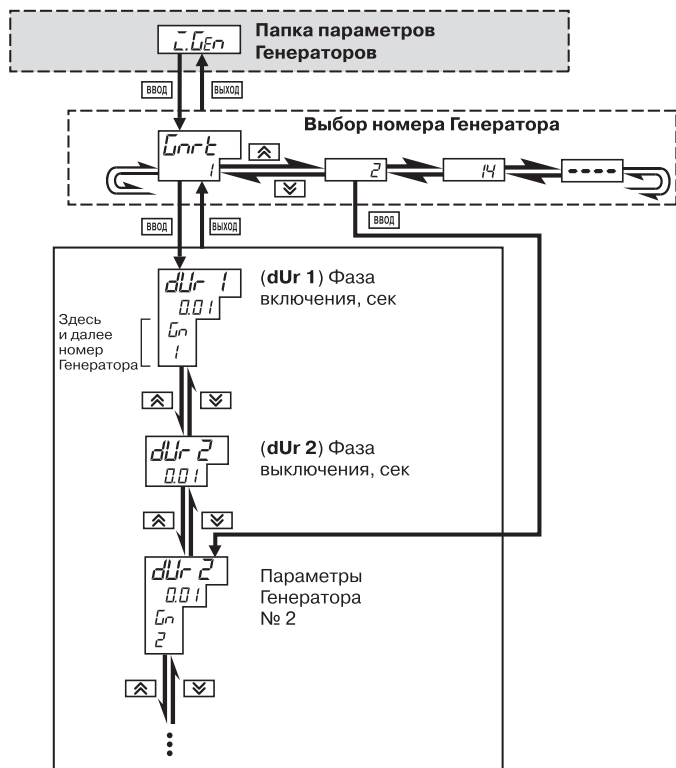 Папка параметров
Генераторов
i.GEn
ВВОД
ВЫХОД
Выбор номера Генератора
Gnrt
1
2
14
----
ВВОД
ВЫХОД
ВВОД
dUr 1
0.01
Gn
1
(dUr 1) Фаза
включения, сек
Здесь
и далее
номер
Генератора
dUr 2
0.01
(dUr 2) Фаза
выключения, сек
dUr 2
0.01
Gn
2
Параметры
Генератора
№ 2